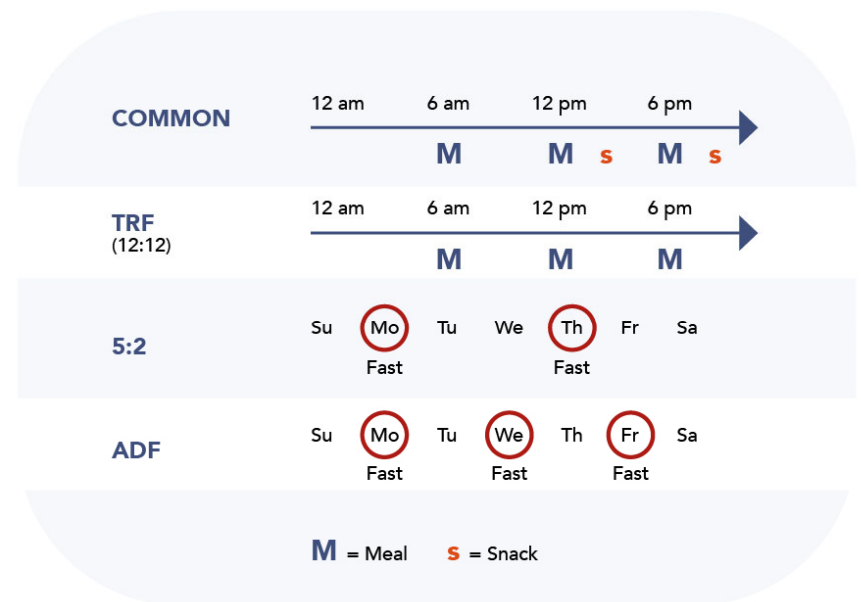 COMMON
12 am 6 am 12 pm 6 pm
M M s M s
TRF
(12:12)
12 am 6 am 12 pm 6 pm
M M M
5:2
Su Mo Tu We Th Fr Sa
Fast Fast
ADF
Su Mo Tu We Th Fr Sa
Fast Fast Fast
M = Meal s = Snack